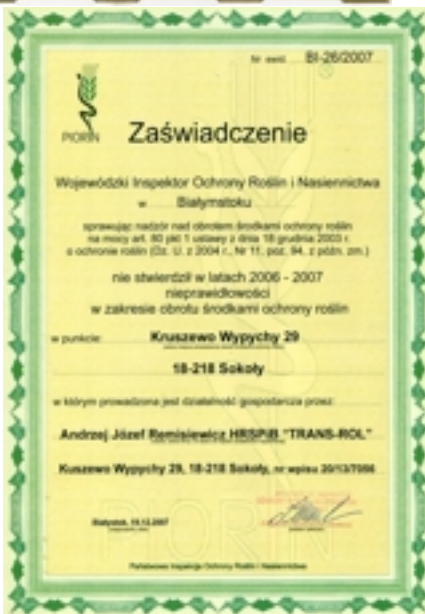 Nr ewid. BI-26/2007
PIORIN
Zaświadczenie
Wojewódzki Inspektor Ochrony Roślin i Nasiennictwa
w Białymstoku
sprawując nadzór nad obrotem środkami ochrony roślin
na mocy art. 80 pkt 1 ustawy z dnia 18 grudnia 2003 r.
o ochronie roślin (Dz. U. z 2004 r., Nr 11, poz. 94, z późn. zm.)
nie stwierdził w latach 2006 - 2007
nieprawidłowości
w zakresie obrotu środkami ochrony roślin
w punkcie: Kruszewo Wypychy 29
18-218 Sokoły
w którym prowadzona jest działalność gospodarcza przez:
Andrzej Józef Remisiewicz HRSPiB "TRANS-ROL"
Kuszewo Wypychy 29, 18-218 Sokoły, nr wpisu
Białystok, 19.12.2007
PIORIN
Państwowa Inspekcja Ochrony Roślin i Nasiennictwa